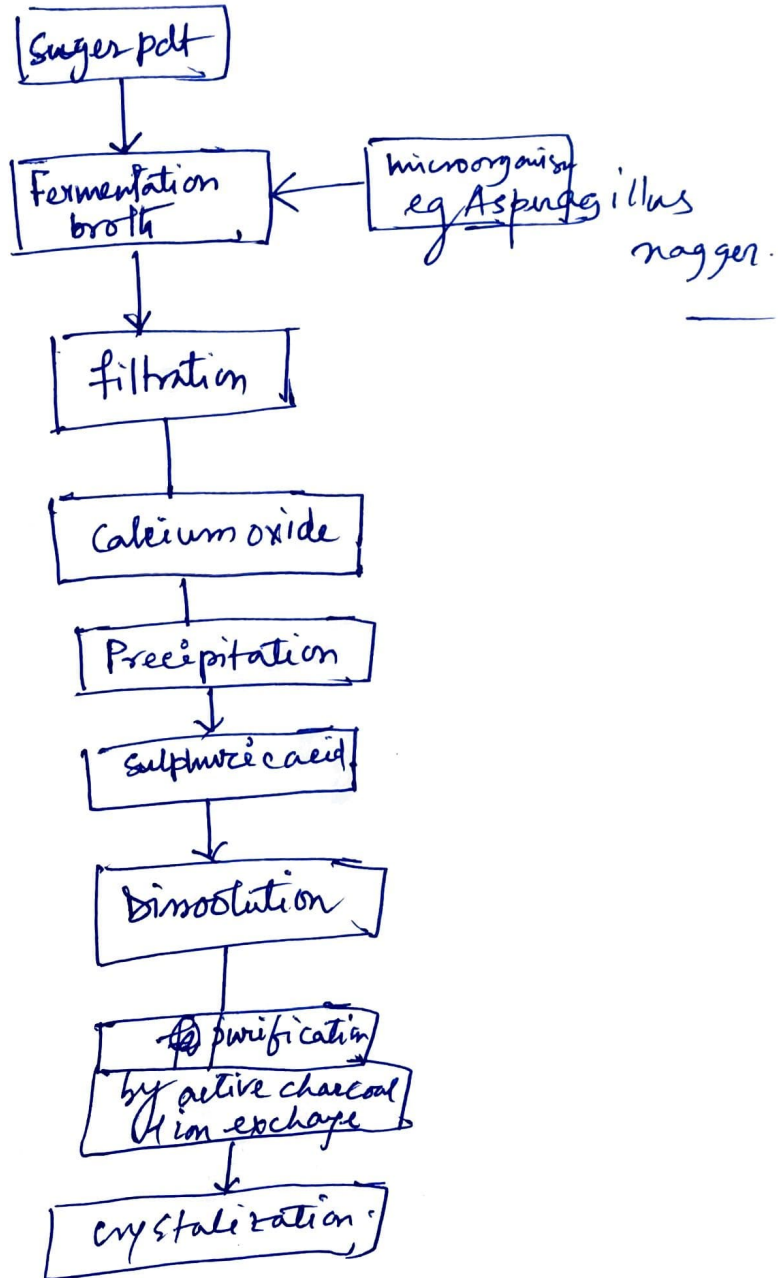 Suger pdt
Fermentation
broth
microorganism
eg Asperagillus
nagger.
filtration
Calcium oxide
Precipitation
Sulphuric acid
Dissolution
purification
by active charcoal
ion exchage
crystalization.